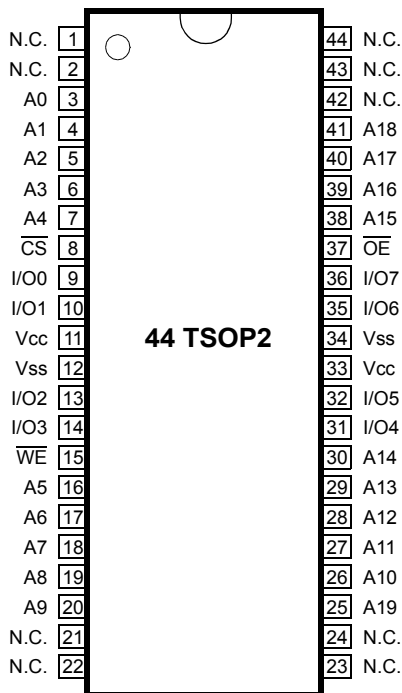 N.C. 1 44 N.C.
N.C. 2 43 N.C.
A0 3 42 N.C.
A1 4 41 A18
A2 5 40 A17
A3 6 39 A16
A4 7 38 A15
C̅S̅ 8 37 O̅E̅
I/O0 9 36 I/O7
I/O1 10 35 I/O6
Vcc 11 44 TSOP2 34 Vss
Vss 12 33 Vcc
I/O2 13 32 I/O5
I/O3 14 31 I/O4
W̅E̅ 15 30 A14
A5 16 29 A13
A6 17 28 A12
A7 18 27 A11
A8 19 26 A10
A9 20 25 A19
N.C. 21 24 N.C.
N.C. 22 23 N.C.